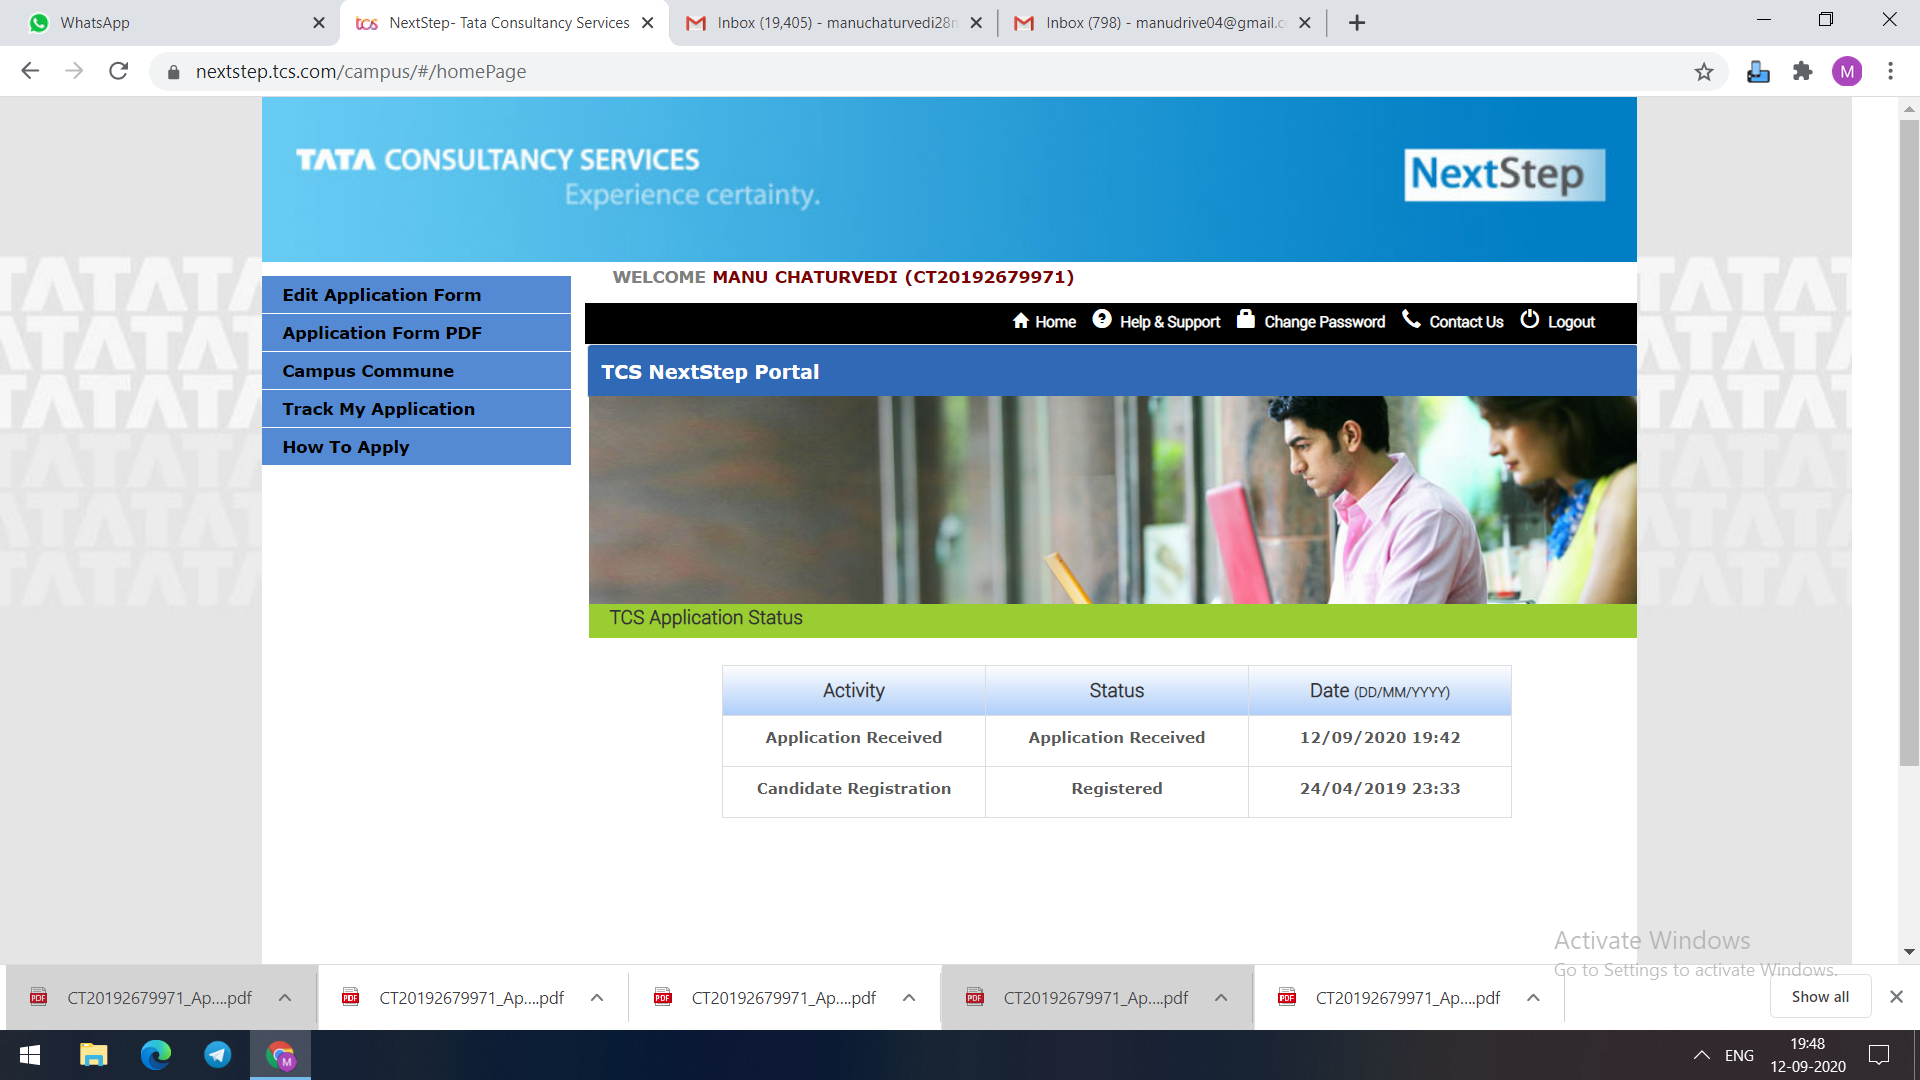 WhatsApp
tcs NextStep- Tata Consultancy Services
Inbox (19,405) - manuchaturvedi28
Inbox (798) - manudrive04@gmail.c
nextstep.tcs.com/campus/#/homePage
M
TATA CONSULTANCY SERVICES
Experience certainty.
NextStep
WELCOME MANU CHATURVEDI (CT20192679971)
Home Help & Support Change Password Contact Us Logout
Edit Application Form
Application Form PDF
Campus Commune
Track My Application
How To Apply
TCS NextStep Portal
TCS Application Status
Activity Status Date (DD/MM/YYYY)
Application Received Application Received 12/09/2020 19:42
Candidate Registration Registered 24/04/2019 23:33
Activate Windows
Go to Settings to activate Windows.
CT20192679971_Ap....pdf CT20192679971_Ap....pdf CT20192679971_Ap....pdf CT20192679971_Ap....pdf CT20192679971_Ap....pdf Show all
M
ENG
19:48
12-09-2020